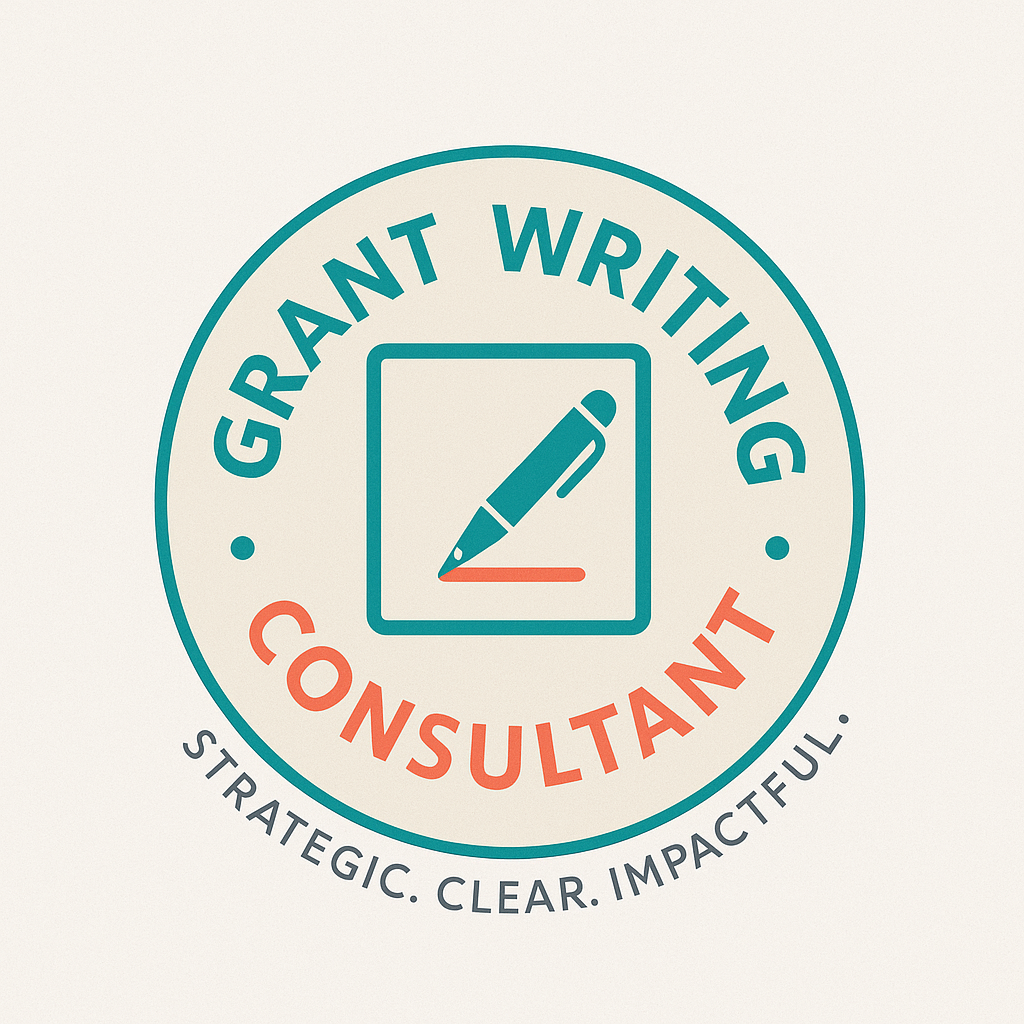 GRANT WRITING
CONSULTANT
STRATEGIC. CLEAR. IMPACTFUL.